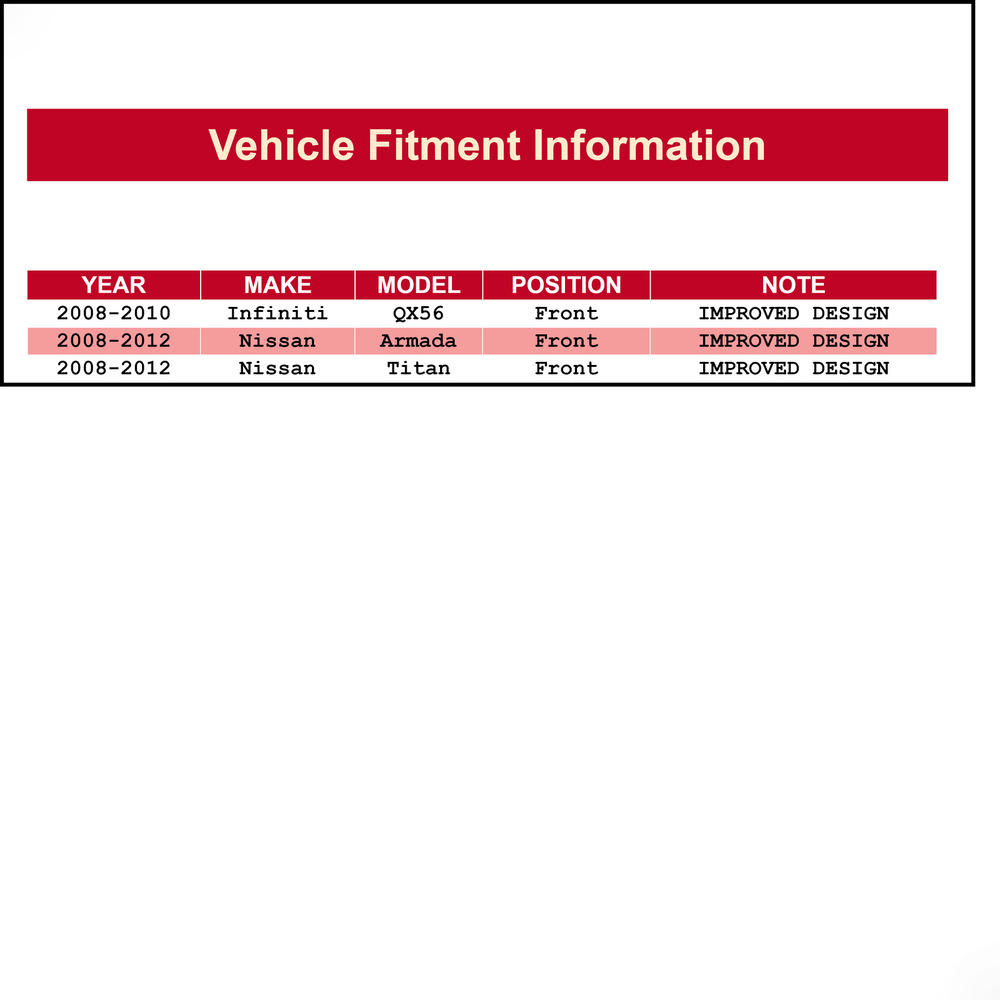 Vehicle Fitment Information
YEAR MAKE MODEL POSITION NOTE
2008-2010 Infiniti QX56 Front IMPROVED DESIGN
2008-2012 Nissan Armada Front IMPROVED DESIGN
2008-2012 Nissan Titan Front IMPROVED DESIGN